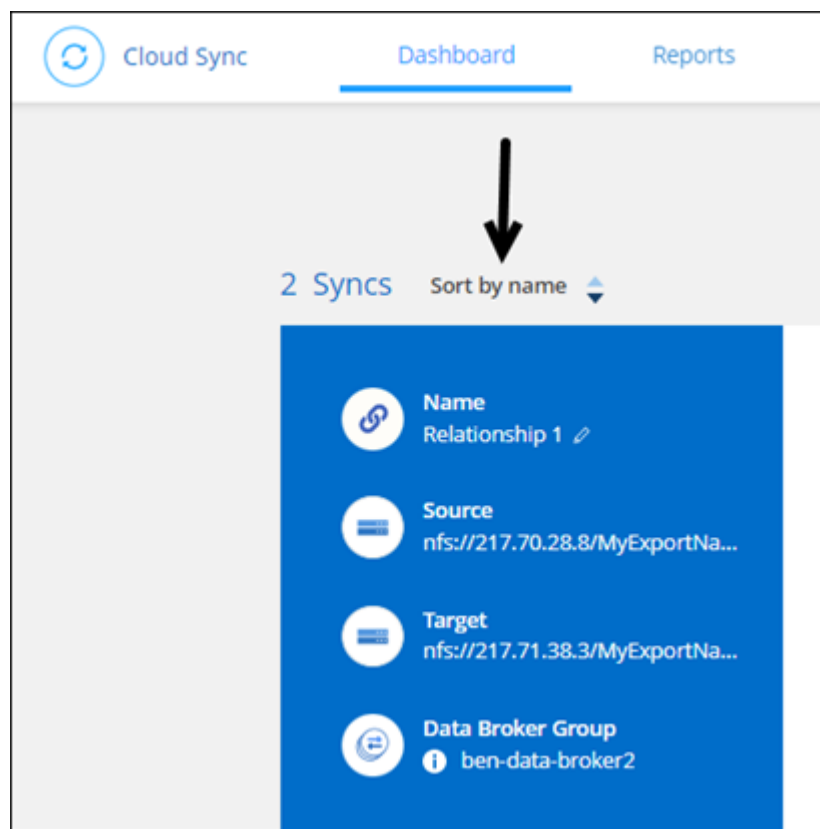 Cloud Sync Dashboard Reports
2 Syncs Sort by name
Name
Relationship 1
Source
nfs://217.70.28.8/MyExportNa...
Target
nfs://217.71.38.3/MyExportNa...
Data Broker Group
i ben-data-broker2